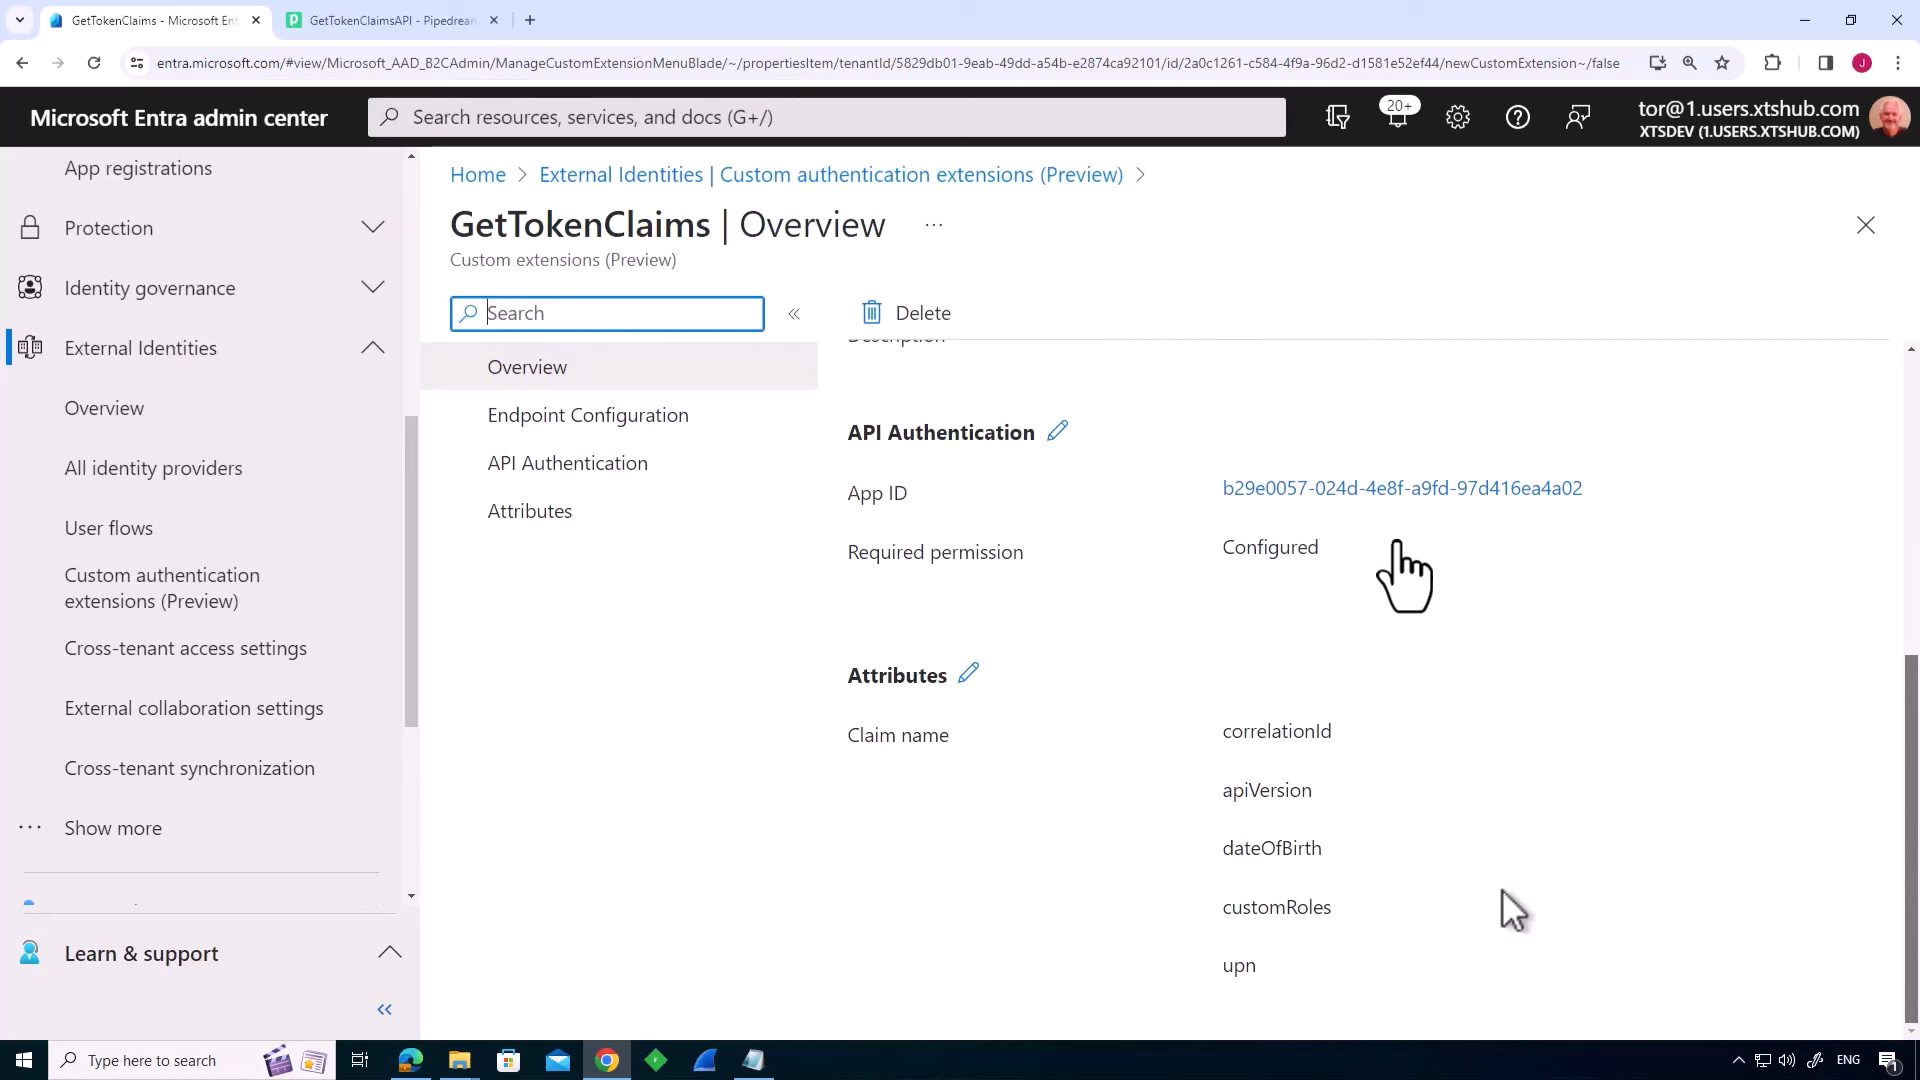 GetTokenClaims - Microsoft Ent
GetTokenClaimsAPI - Pipedream
entra.microsoft.com/#view/Microsoft_AAD_B2CAdmin/ManageCustomExtensionMenuBlade/~/propertiesItem/tenantId/5829db01-9eab-49dd-a54b-e2874ca92101/id/2a0c1261-c584-4f9a-96d2-d1581e52ef44/newCustomExtension~/false
J
Microsoft Entra admin center
Search resources, services, and docs (G+/)
20+
tor@1.users.xtshub.com
XTSDEV (1.USERS.XTSHUB.COM)
App registrations
Protection
Identity governance
External Identities
Overview
All identity providers
User flows
Custom authentication
extensions (Preview)
Cross-tenant access settings
External collaboration settings
Cross-tenant synchronization
Show more
Learn & support
Home > External Identities | Custom authentication extensions (Preview) >
GetTokenClaims | Overview
Custom extensions (Preview)
Search
Delete
Overview
Endpoint Configuration
API Authentication
Attributes
Description
API Authentication
App ID
b29e0057-024d-4e8f-a9fd-97d416ea4a02
Required permission
Configured
Attributes
Claim name
correlationId
apiVersion
dateOfBirth
customRoles
upn
Type here to search
ENG
1